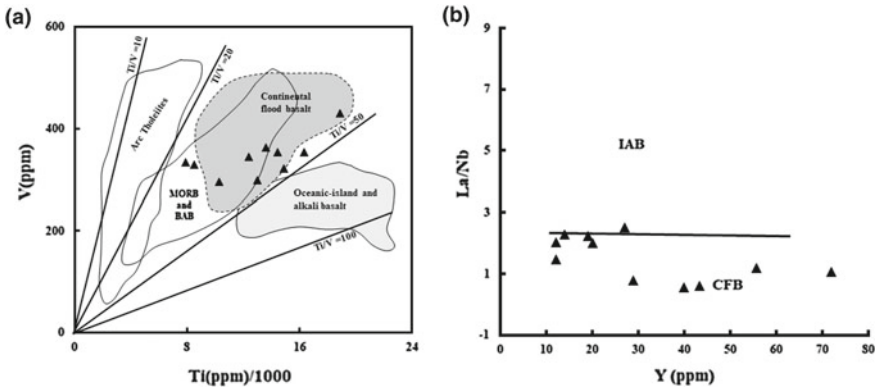 (a)
600
400
200
0
V(ppm)
Ti/V =10
Ti/V =20
Arc Tholeiites
Continental
flood basalt
Ti/V =50
MORB
and
BAB
Oceanic-island and
alkali basalt
Ti/V =100
0
8
16
24
Ti(ppm)/1000
(b)
9
7
5
3
1
-1
La/Nb
IAB
CFB
0
10
20
30
40
50
60
70
80
Y (ppm)